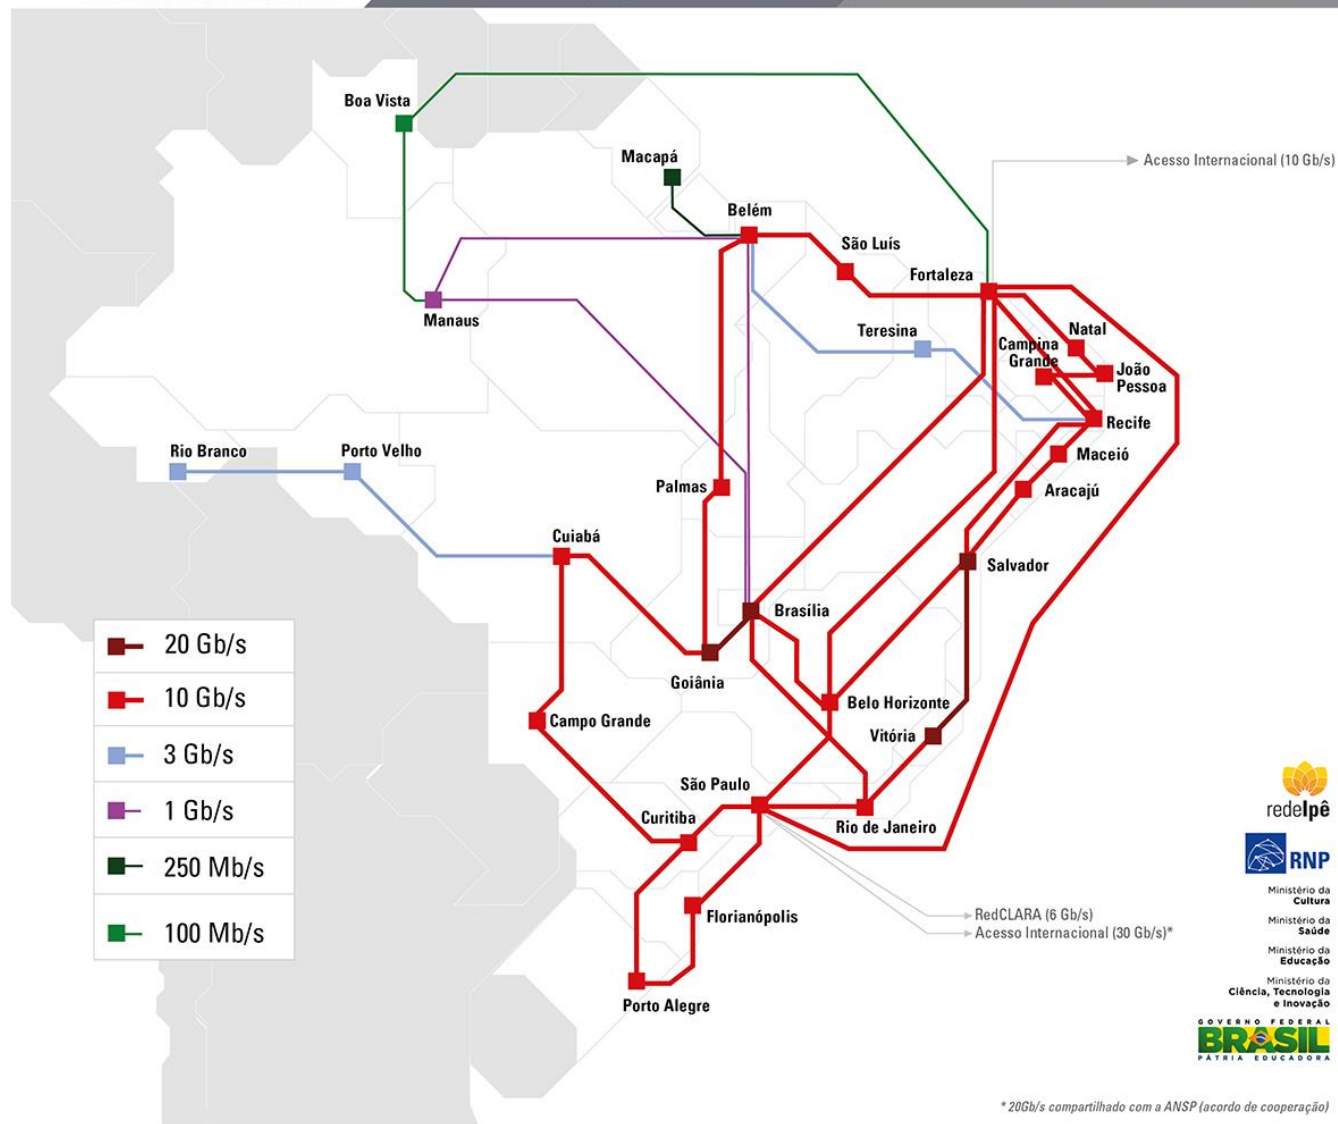 Boa Vista
Macapá
Acesso Internacional (10 Gb/s)
Belém
São Luís
Fortaleza
Manaus
Teresina
Natal
Campina
Grande
João
Pessoa
Recife
Rio Branco
Porto Velho
Maceió
Palmas
Aracajú
Cuiabá
Salvador
Brasília
Goiânia
Belo Horizonte
Campo Grande
Vitória
São Paulo
Curitiba
Rio de Janeiro
Florianópolis
Porto Alegre
RedCLARA (6 Gb/s)
Acesso Internacional (30 Gb/s)*
20 Gb/s
10 Gb/s
3 Gb/s
1 Gb/s
250 Mb/s
100 Mb/s
redeIpê
RNP
Ministério da
Cultura
Ministério da
Saúde
Ministério da
Educação
Ministério da
Ciência, Tecnologia
e Inovação
GOVERNO FEDERAL
BRASIL
PÁTRIA EDUCADORA
* 20Gb/s compartilhado com a ANSP (acordo de cooperação)